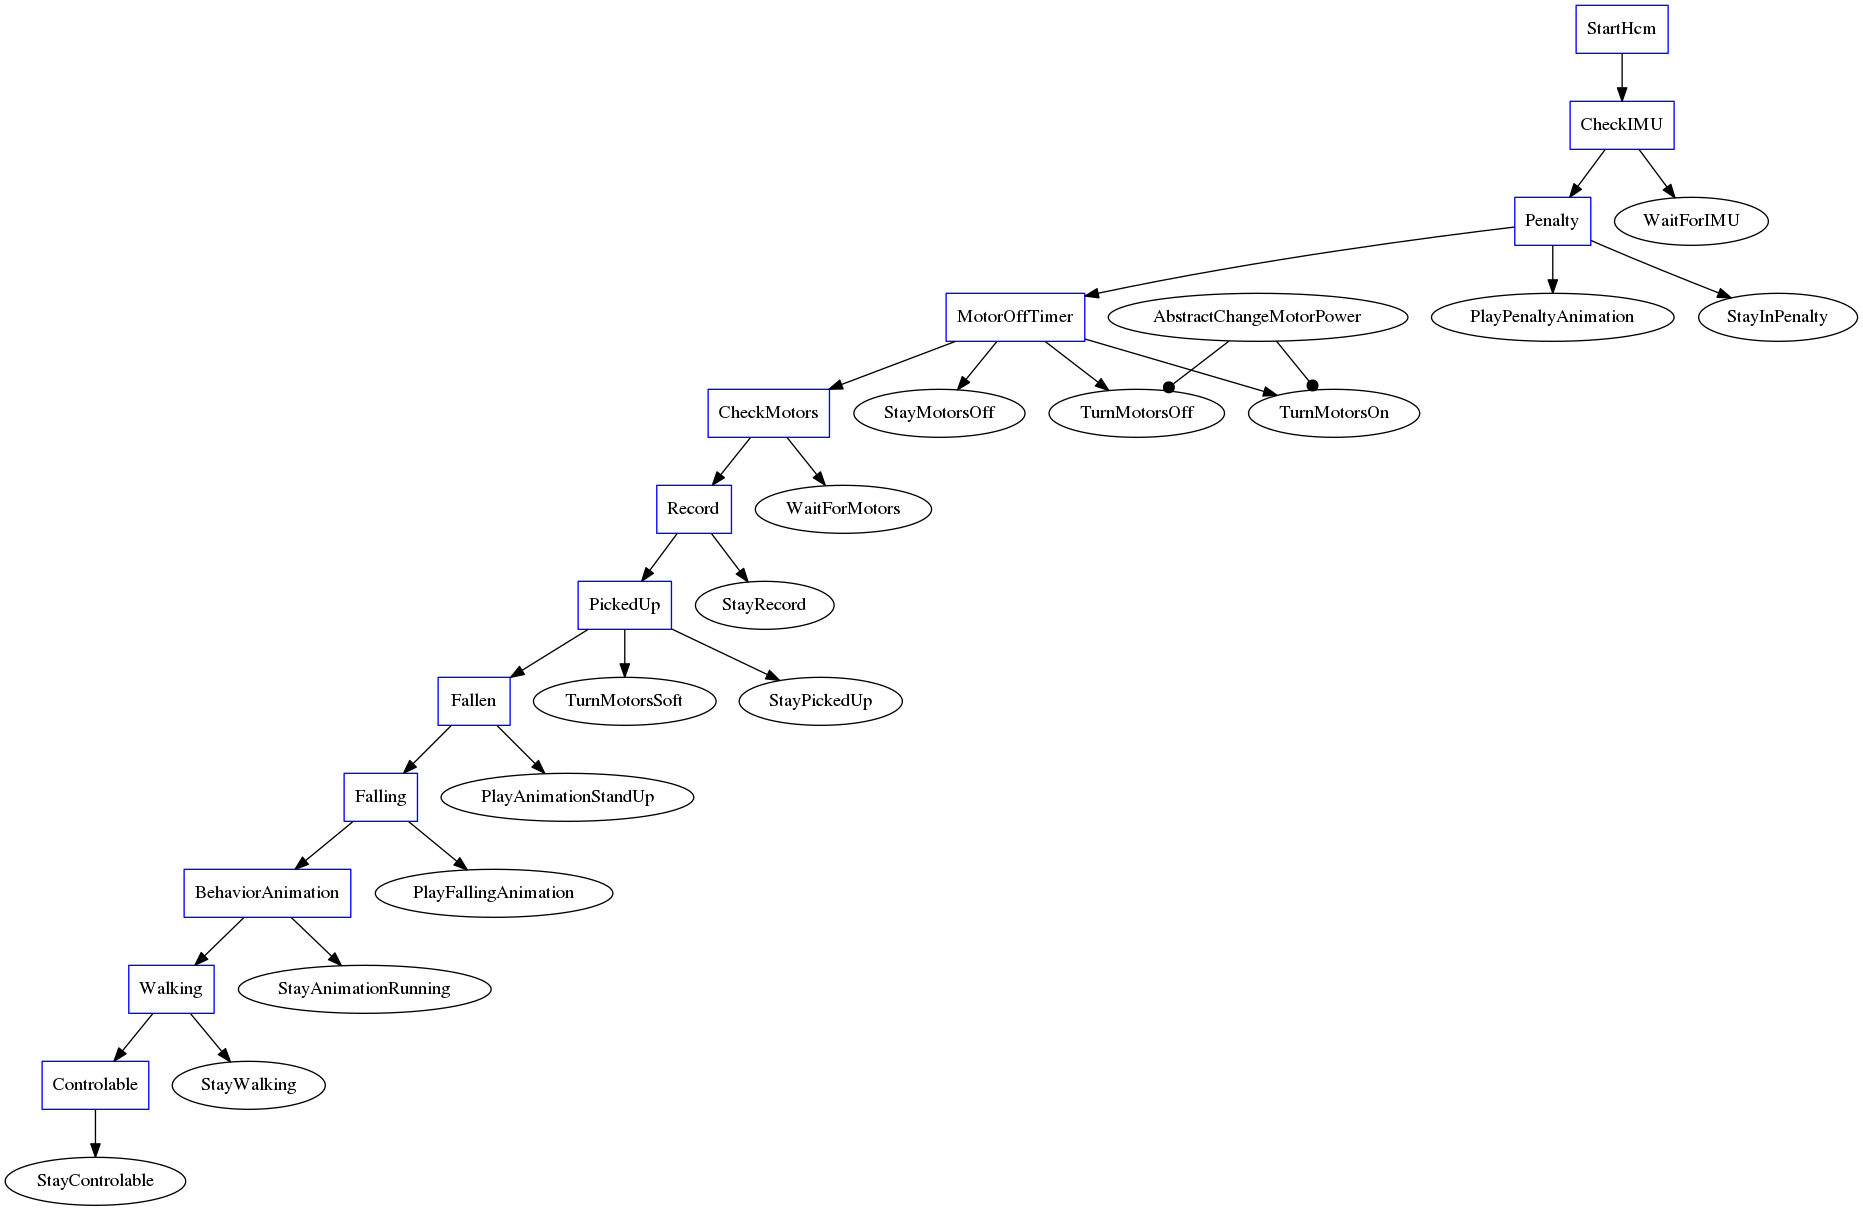 StartHcm
CheckIMU
Penalty
WaitForIMU
MotorOffTimer
AbstractChangeMotorPower
PlayPenaltyAnimation
StayInPenalty
CheckMotors
StayMotorsOff
TurnMotorsOff
TurnMotorsOn
Record
WaitForMotors
PickedUp
StayRecord
Fallen
TurnMotorsSoft
StayPickedUp
Falling
PlayAnimationStandUp
BehaviorAnimation
PlayFallingAnimation
Walking
StayAnimationRunning
Controlable
StayWalking
StayControlable